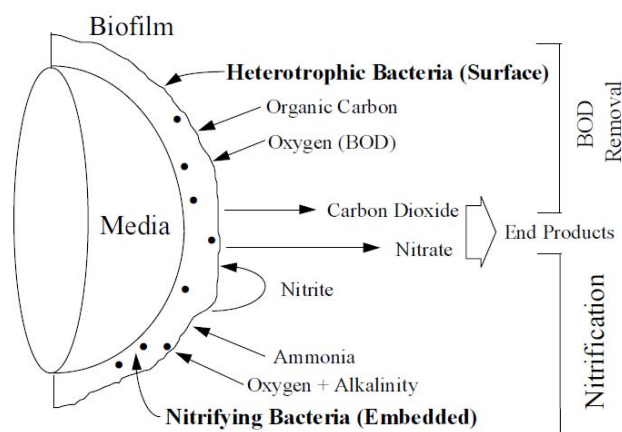 Biofilm
Heterotrophic Bacteria (Surface)
Organic Carbon
Oxygen (BOD)
BOD
Removal
Media
Carbon Dioxide
End Products
Nitrate
Nitrite
Nitrification
Ammonia
Oxygen + Alkalinity
Nitrifying Bacteria (Embedded)